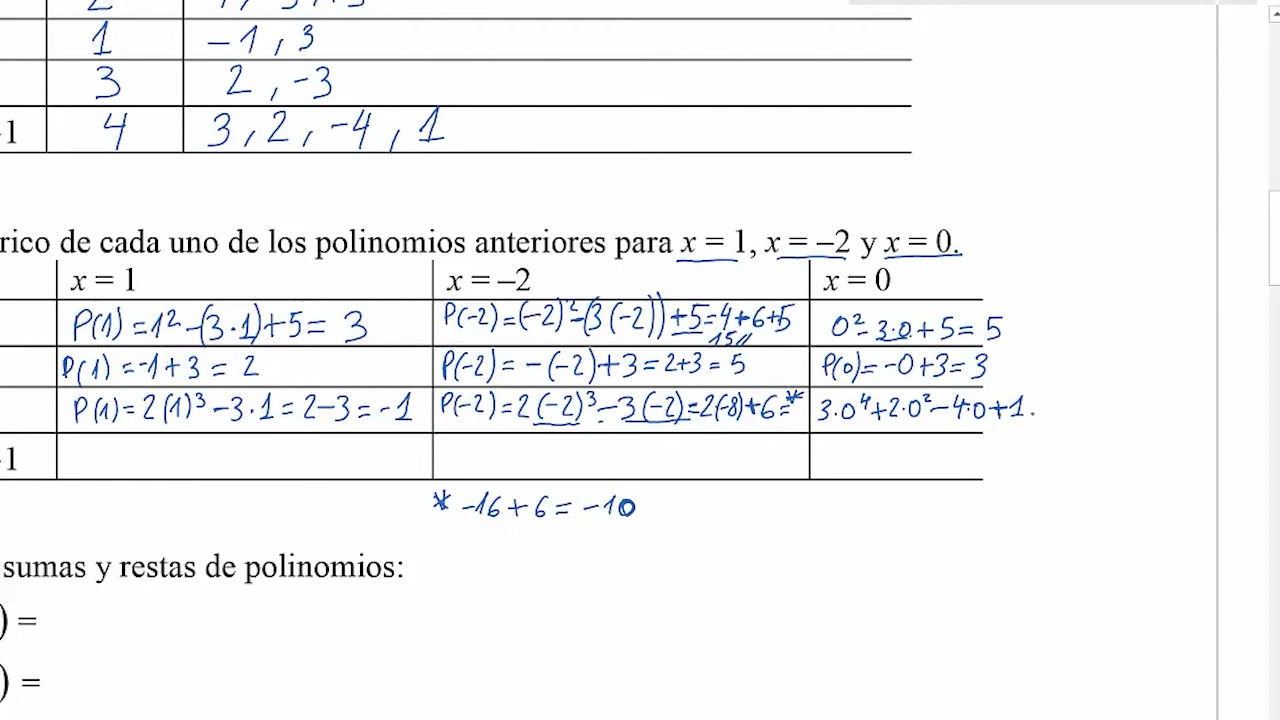 1 -1, 3
3 2, -3
-1 4 3, 2, -4, 1
rico de cada uno de los polinomios anteriores para x = 1, x = –2 y x = 0.
x = 1 x = –2 x = 0
P(1) = 1² - (3·1) + 5 = 3 P(-2) = (-2)² - (3(-2)) + 5 = 4 + 6 + 5 0² - 3·0 + 5 = 5
15//
P(1) = -1 + 3 = 2 P(-2) = -(-2) + 3 = 2+3 = 5 P(0) = -0 + 3 = 3
P(1) = 2(1)³ - 3·1 = 2-3 = -1 P(-2) = 2(-2)³ - 3(-2) = 2(-8) + 6 = * 3·0⁴ + 2·0² - 4·0 + 1.
-1
* -16 + 6 = -10
sumas y restas de polinomios:
) =
) =